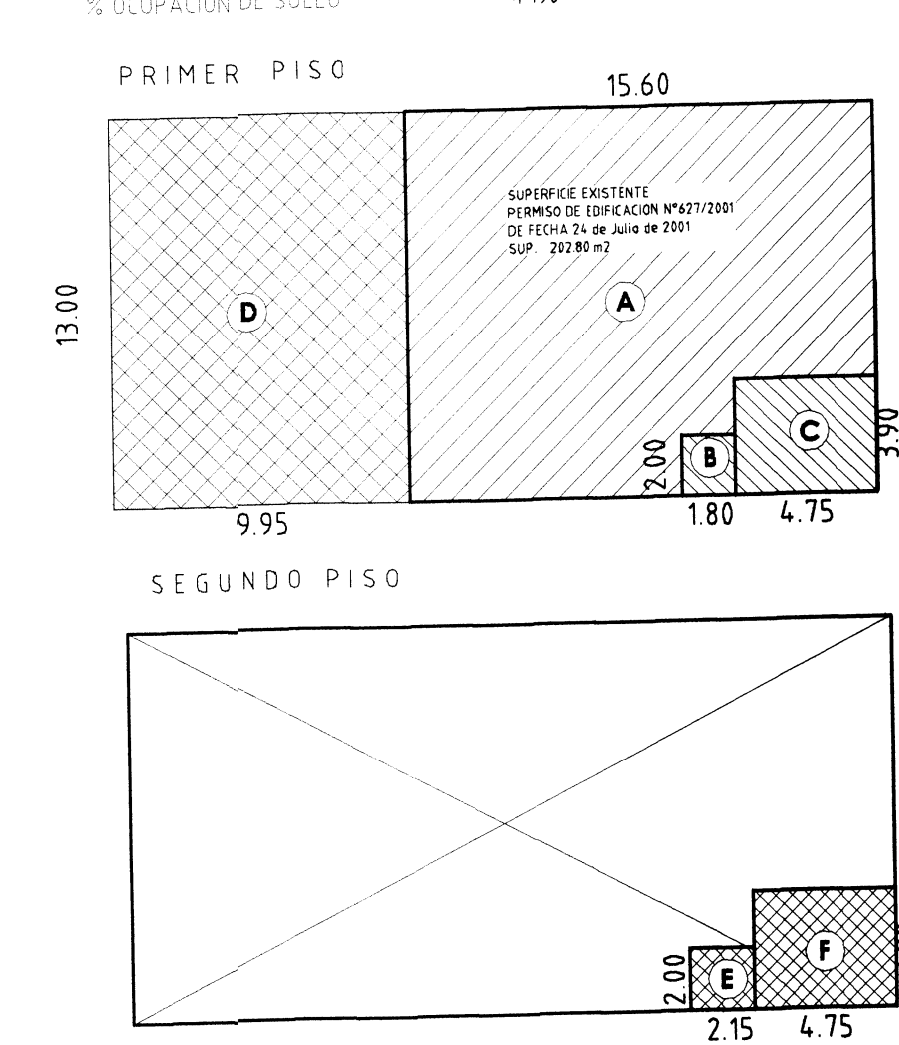 % OCUPACION DE SUELO
PRIMER PISO
15.60
SUPERFICIE EXISTENTE
PERMISO DE EDIFICACION N°627/2001
DE FECHA 24 de Julio de 2001
SUP. 202.80 m2
13.00
D
A
C
3.90
2.00
B
9.95
1.80
4.75
SEGUNDO PISO
F
2.00
E
2.15
4.75